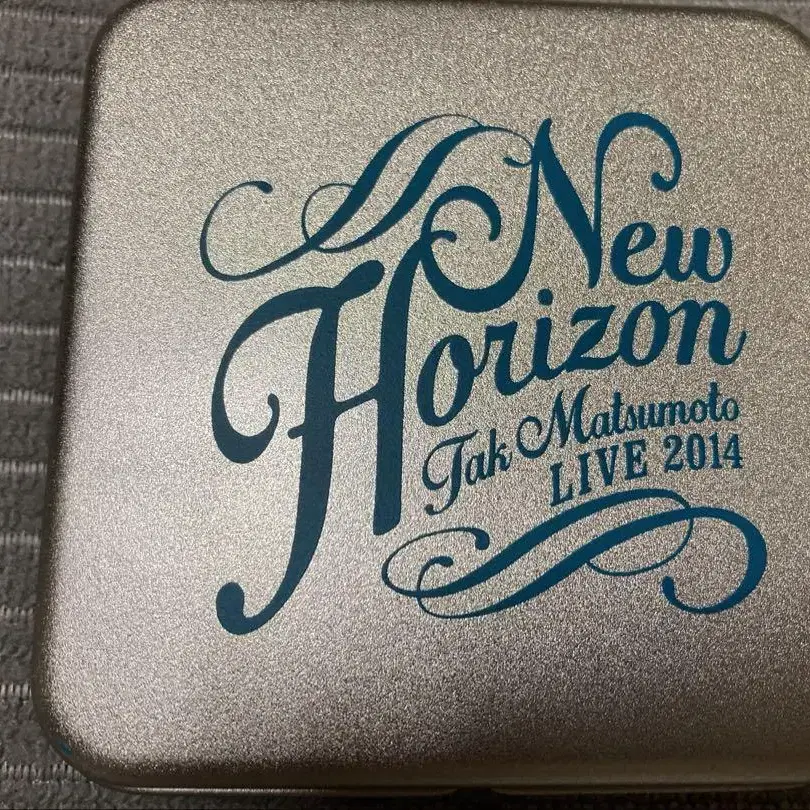 New
Horizon
Tak Matsumoto
LIVE 2014